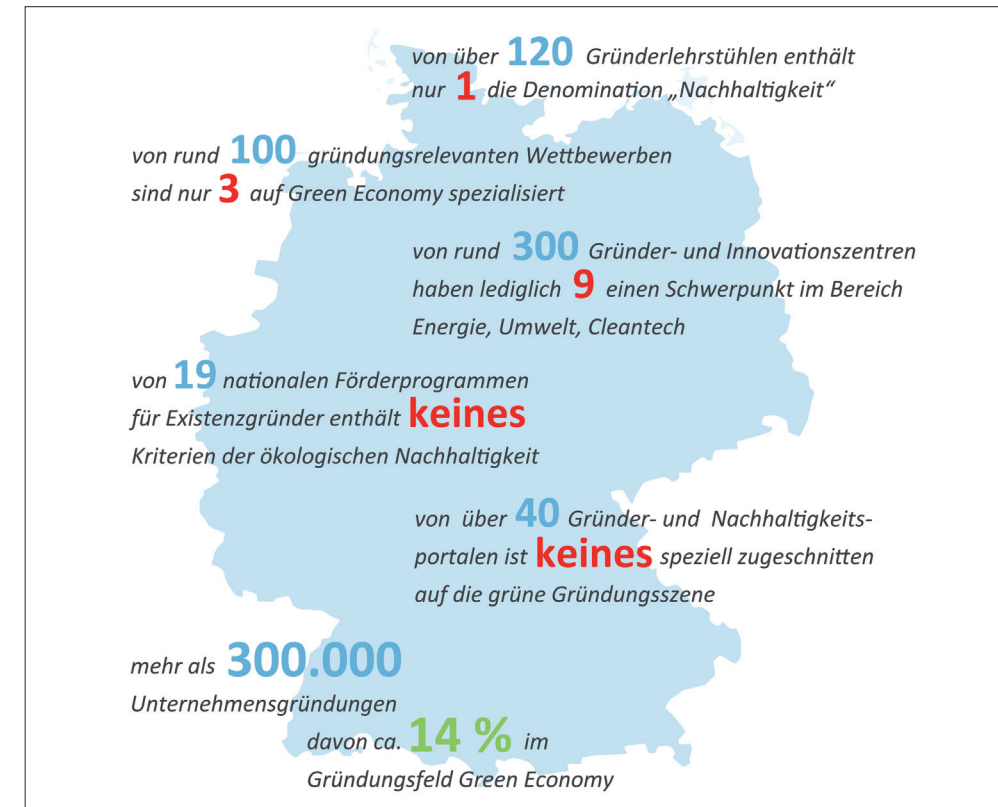 von über 120 Gründerlehrstühlen enthält
nur 1 die Denomination „Nachhaltigkeit“
von rund 100 gründungsrelevanten Wettbewerben
sind nur 3 auf Green Economy spezialisiert
von rund 300 Gründer- und Innovationszentren
haben lediglich 9 einen Schwerpunkt im Bereich
Energie, Umwelt, Cleantech
von 19 nationalen Förderprogrammen
für Existenzgründer enthält keines
Kriterien der ökologischen Nachhaltigkeit
von über 40 Gründer- und Nachhaltigkeits-
portalen ist keines speziell zugeschnitten
auf die grüne Gründungsszene
mehr als 300.000
Unternehmensgründungen
davon ca. 14 % im
Gründungsfeld Green Economy